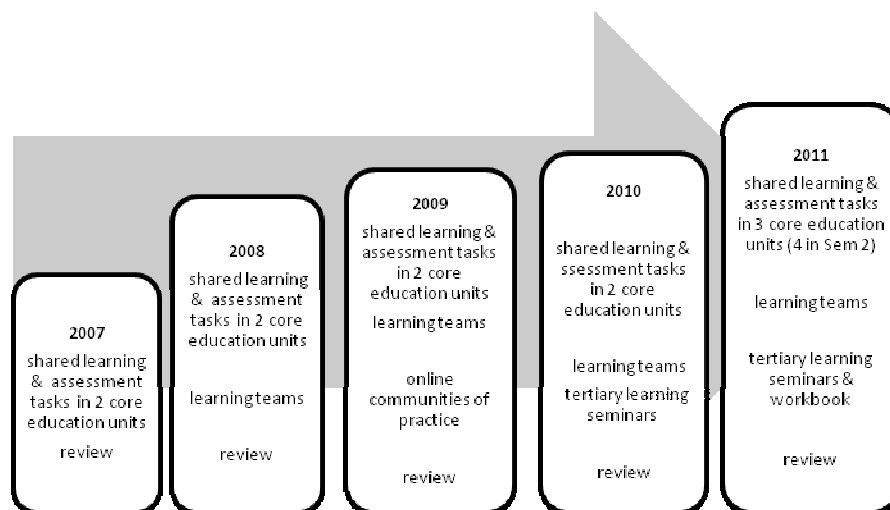 2007
shared learning
& assessment
tasks in 2 core
education units
review
2008
shared learning
& assessment
tasks in 2 core
education units
learning teams
review
2009
shared learning &
assessment tasks
in 2 core
education units
learning teams
online
communities of
practice
review
2010
shared learning &
ssessment tasks
in 2 core
education units
learning teams
tertiary learning
seminars
review
2011
shared learning &
assessment tasks
in 3 core education
units (4 in Sem 2)
learning teams
tertiary learning
seminars &
workbook
review